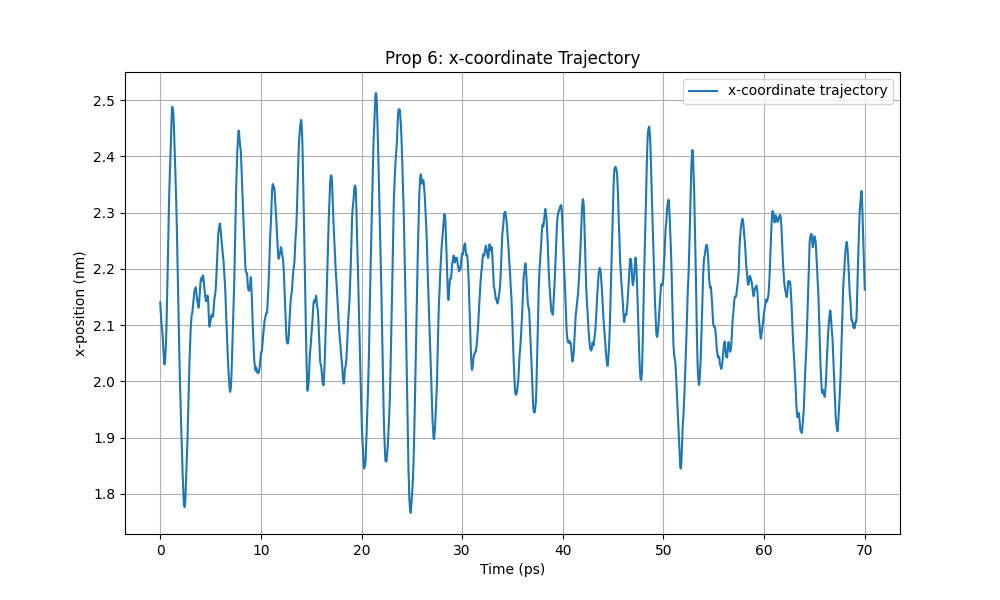 Prop 6: x-coordinate Trajectory
x-coordinate trajectory
2.5
2.4
2.3
2.2
2.1
2.0
1.9
1.8
x-position (nm)
0 10 20 30 40 50 60 70
Time (ps)